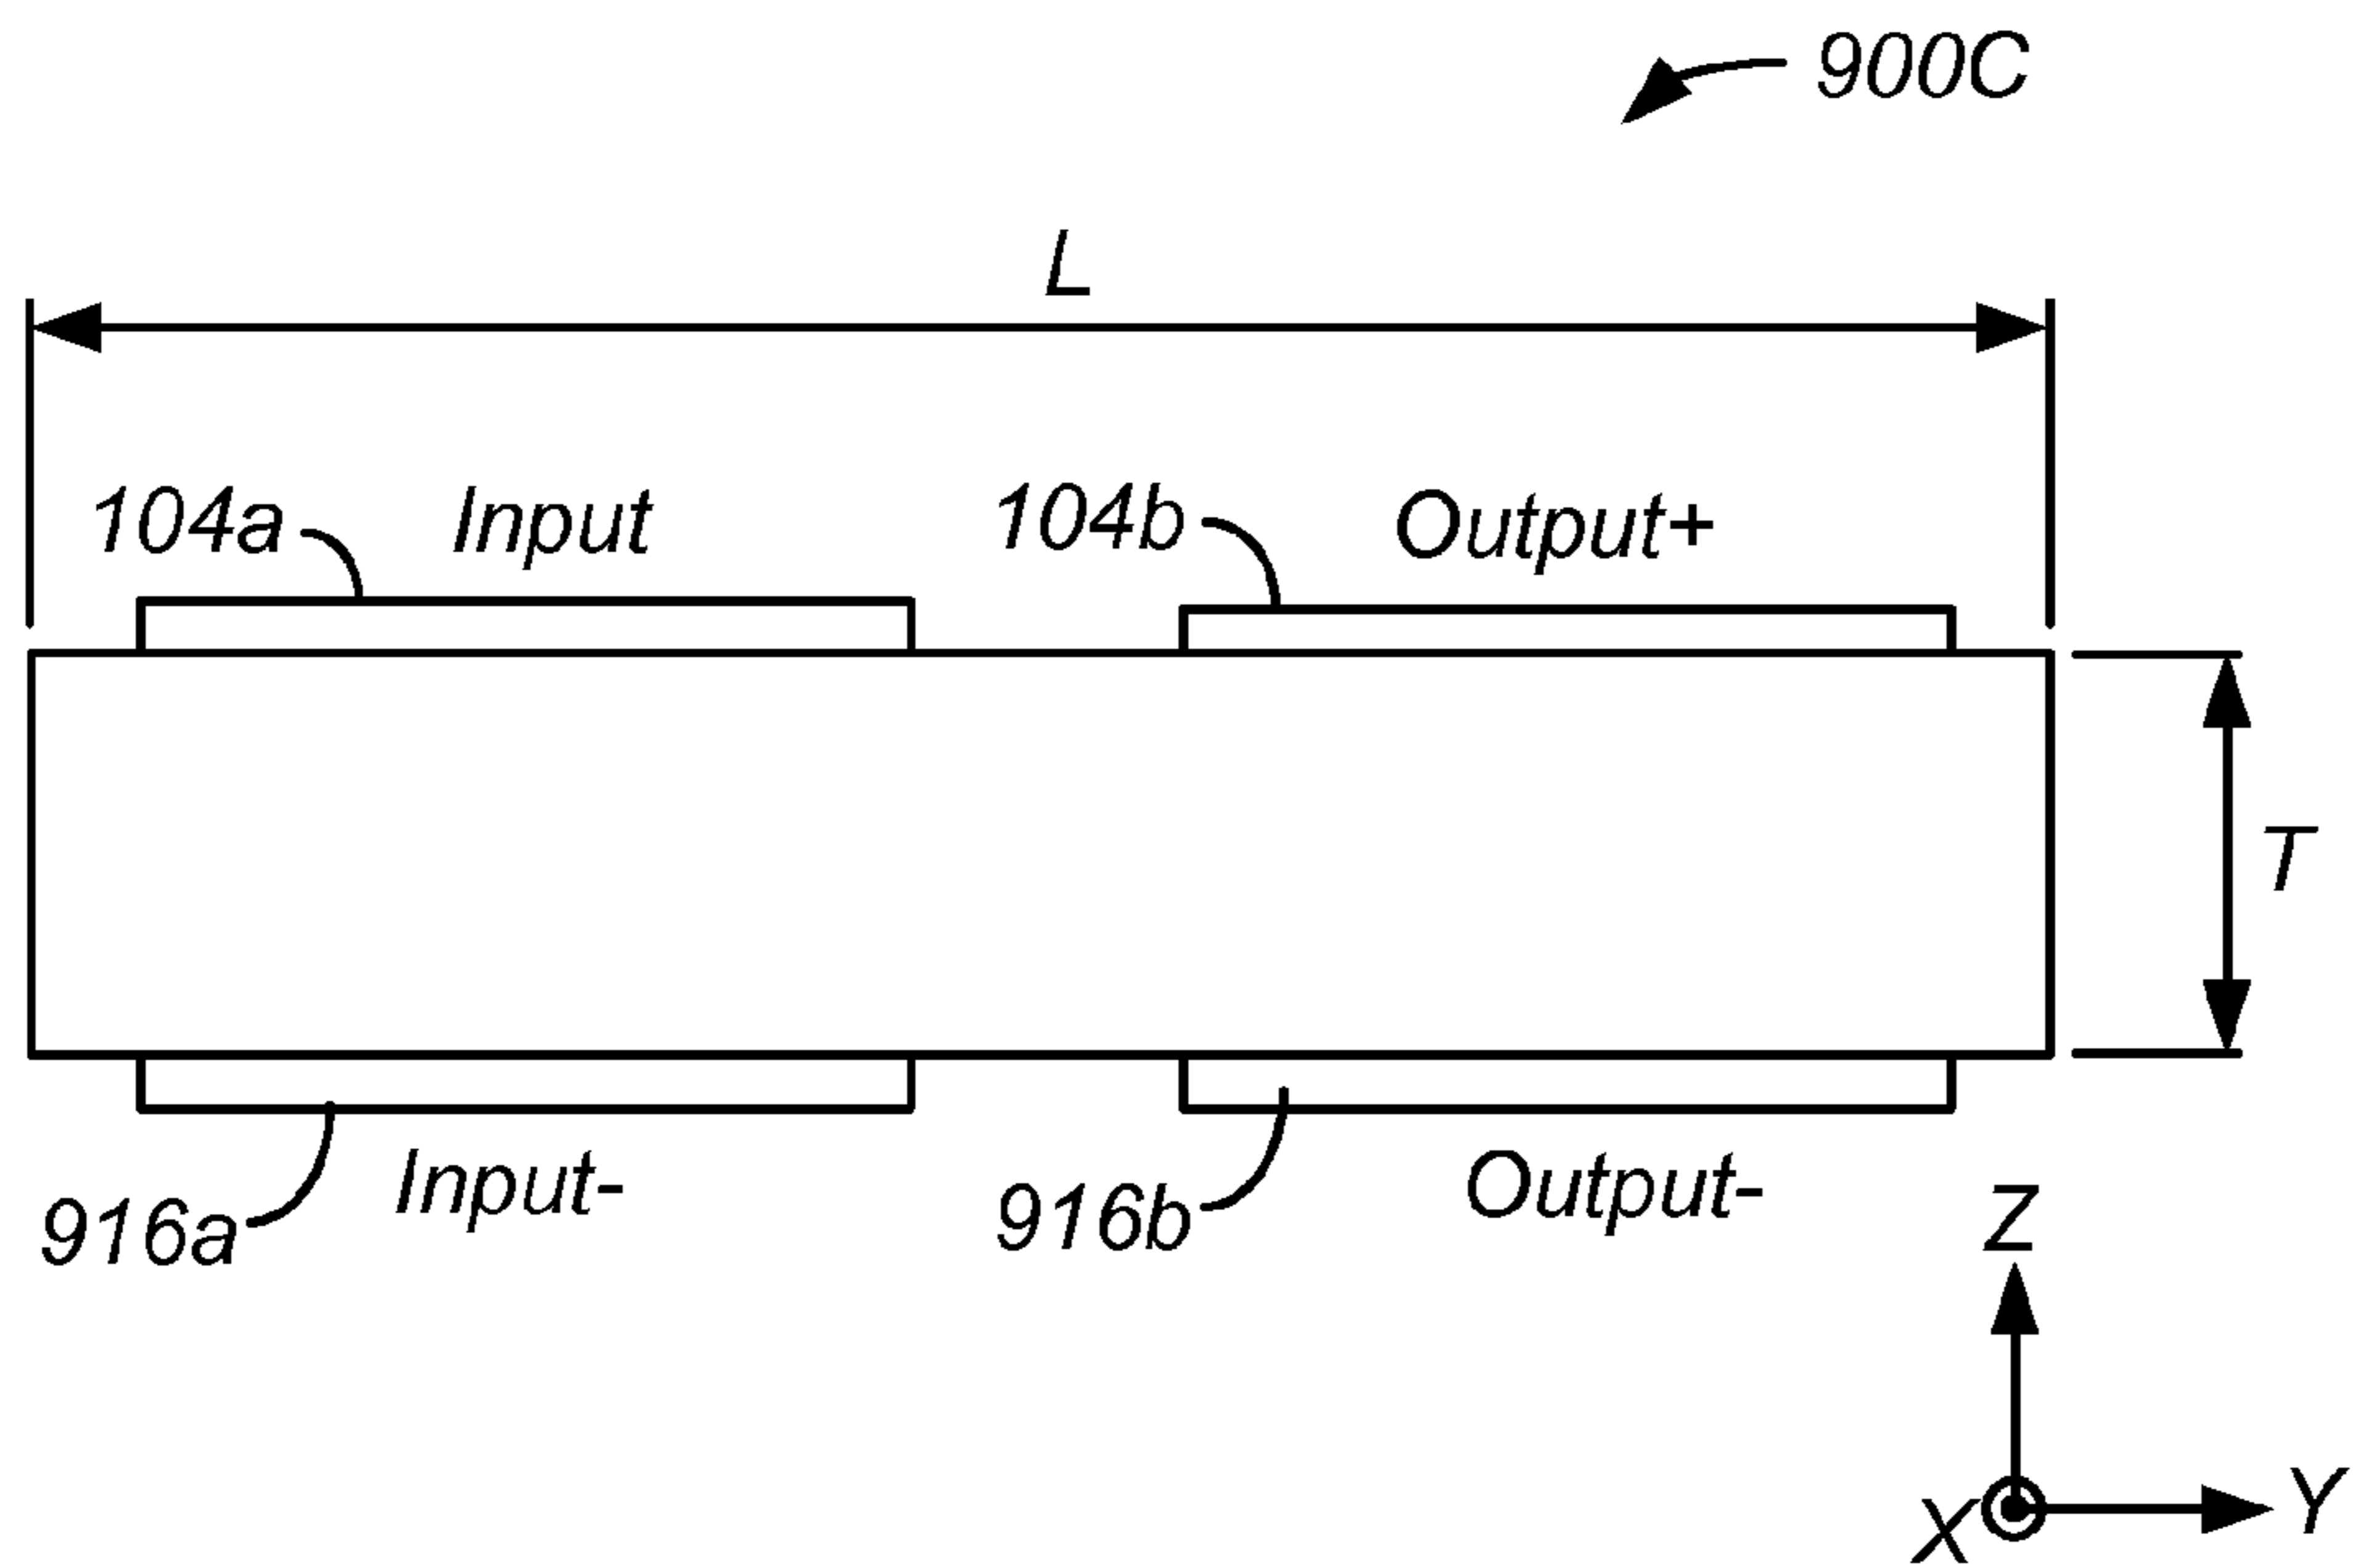 900C
L
104a Input 104b Output+
T
916a Input- 916b Output-
Z
X Y